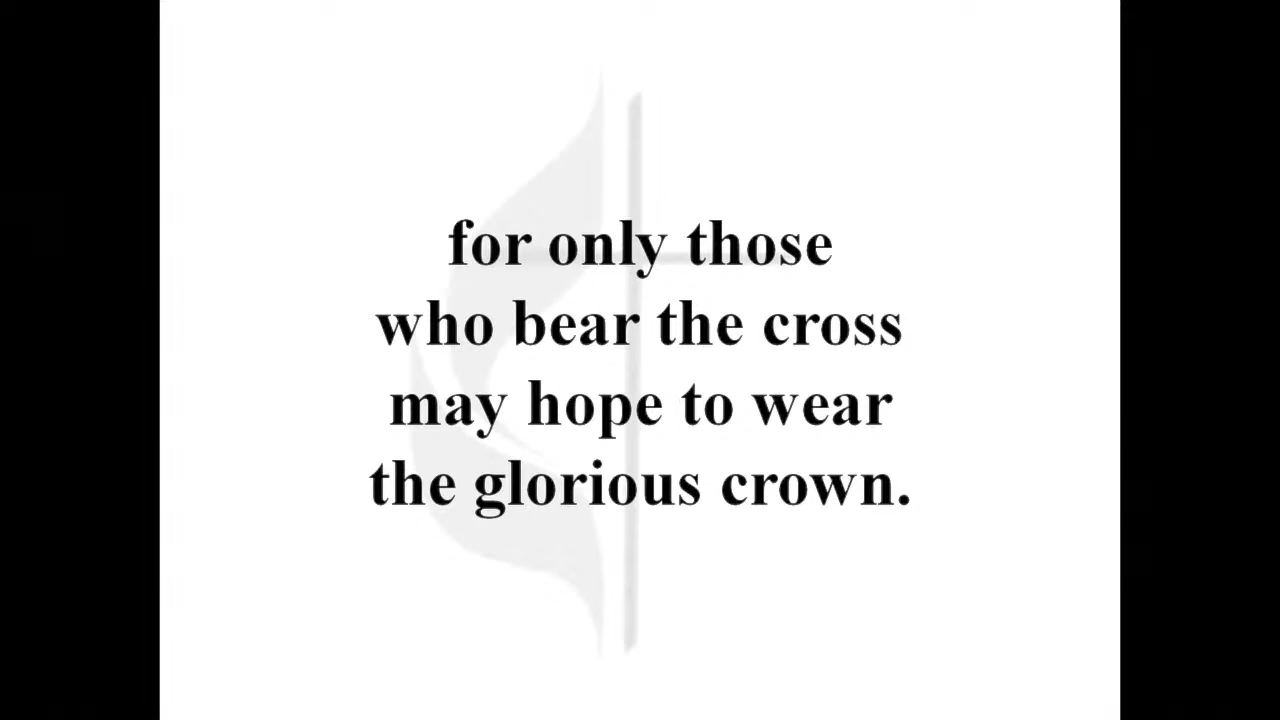 for only those
who bear the cross
may hope to wear
the glorious crown.